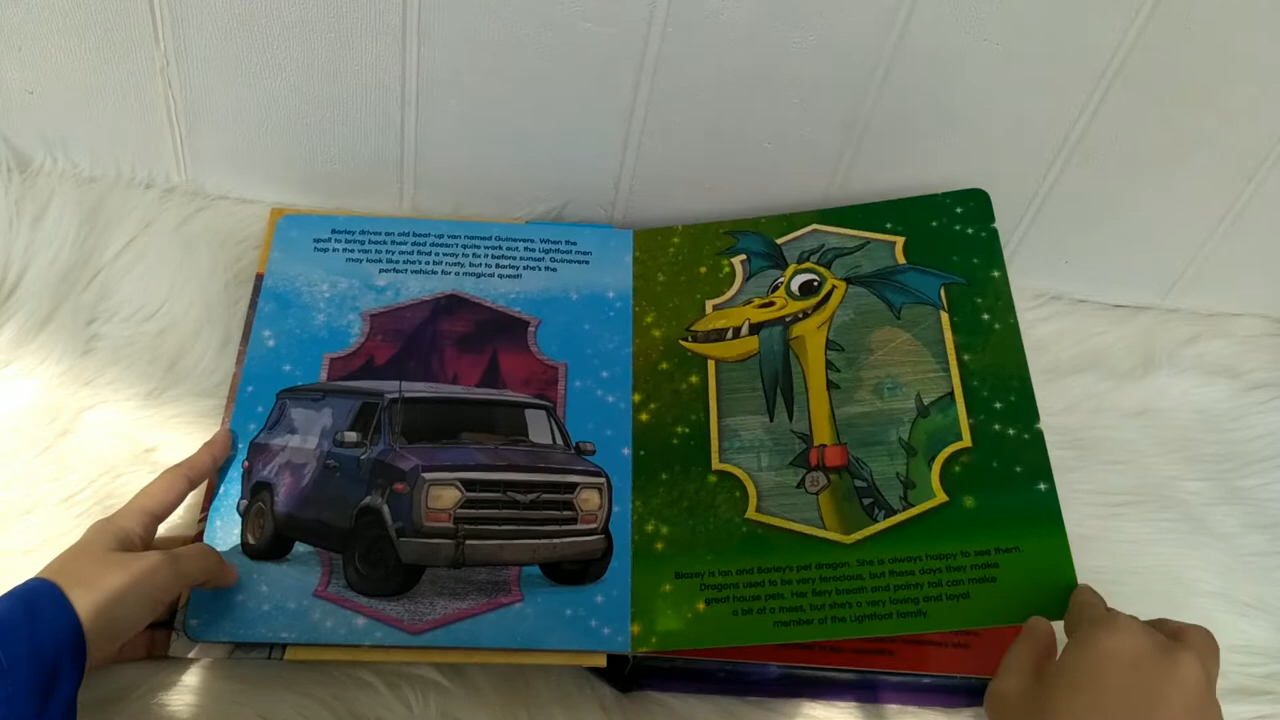 Barley drives an old beat-up van named Guinevere. When the
spell to bring back their dad doesn't quite work out, the Lightfoot men
hop in the van to try and find a way to fix it before sunset. Guinevere
may look like she's a bit rusty, but to Barley she's the
perfect vehicle for a magical quest!
B
Blazey is Ian and Barley's pet dragon. She is always happy to see them.
Dragons used to be very ferocious, but these days they make
great house pets. Her fiery breath and pointy tail can make
a bit of a mess, but she's a very loving and loyal
member of the Lightfoot family.